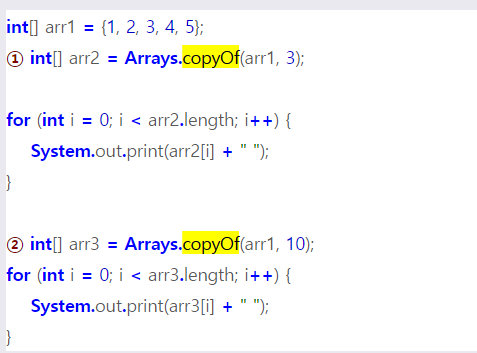 int[] arr1 = {1, 2, 3, 4, 5};
① int[] arr2 = Arrays.copyOf(arr1, 3);
for (int i = 0; i < arr2.length; i++) {
System.out.print(arr2[i] + " ");
}
② int[] arr3 = Arrays.copyOf(arr1, 10);
for (int i = 0; i < arr3.length; i++) {
System.out.print(arr3[i] + " ");
}